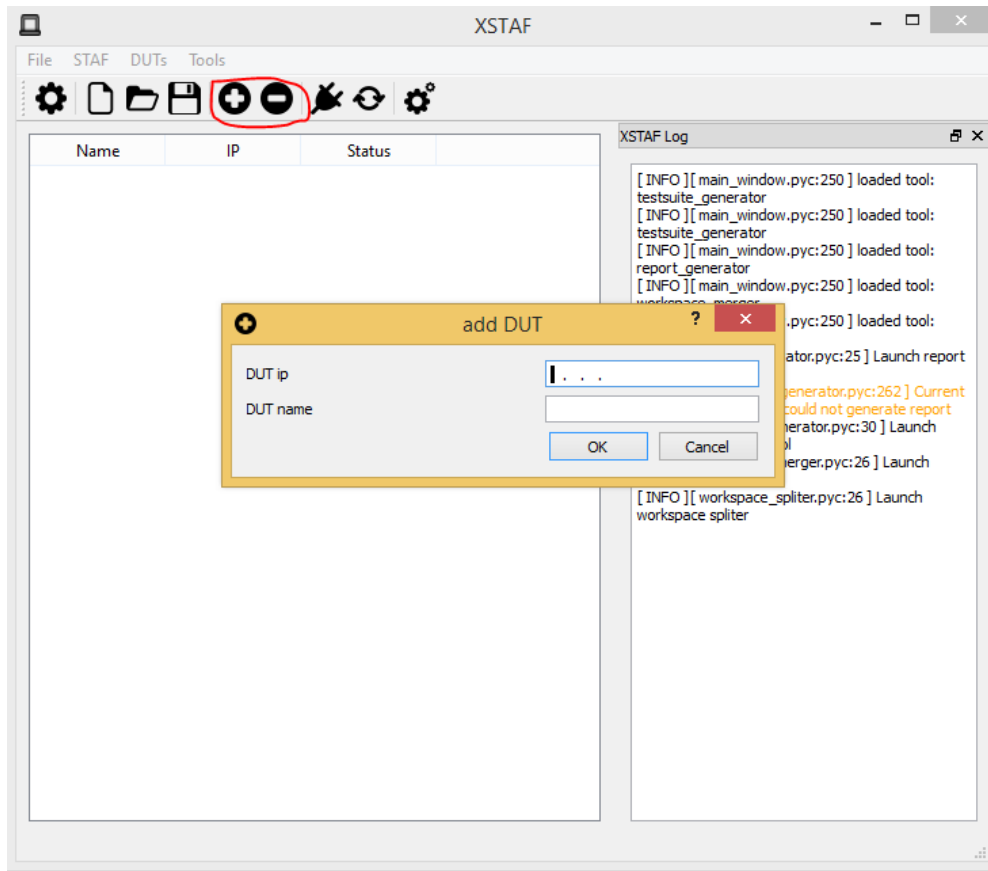 XSTAF
File STAF DUTs Tools
Name IP Status
XSTAF Log
[ INFO ][ main_window.pyc:250 ] loaded tool:
testsuite_generator
[ INFO ][ main_window.pyc:250 ] loaded tool:
testsuite_generator
[ INFO ][ main_window.pyc:250 ] loaded tool:
report_generator
[ INFO ][ main_window.pyc:250 ] loaded tool:
.pyc:250 ] loaded tool:
ator.pyc:25 ] Launch report
generator.pyc:262 ] Current
could not generate report
nerator.pyc:30 ] Launch
erger.pyc:26 ] Launch
[ INFO ][ workspace_spliter.pyc:26 ] Launch
workspace spliter
add DUT
?
DUT ip . . .
DUT name
OK Cancel